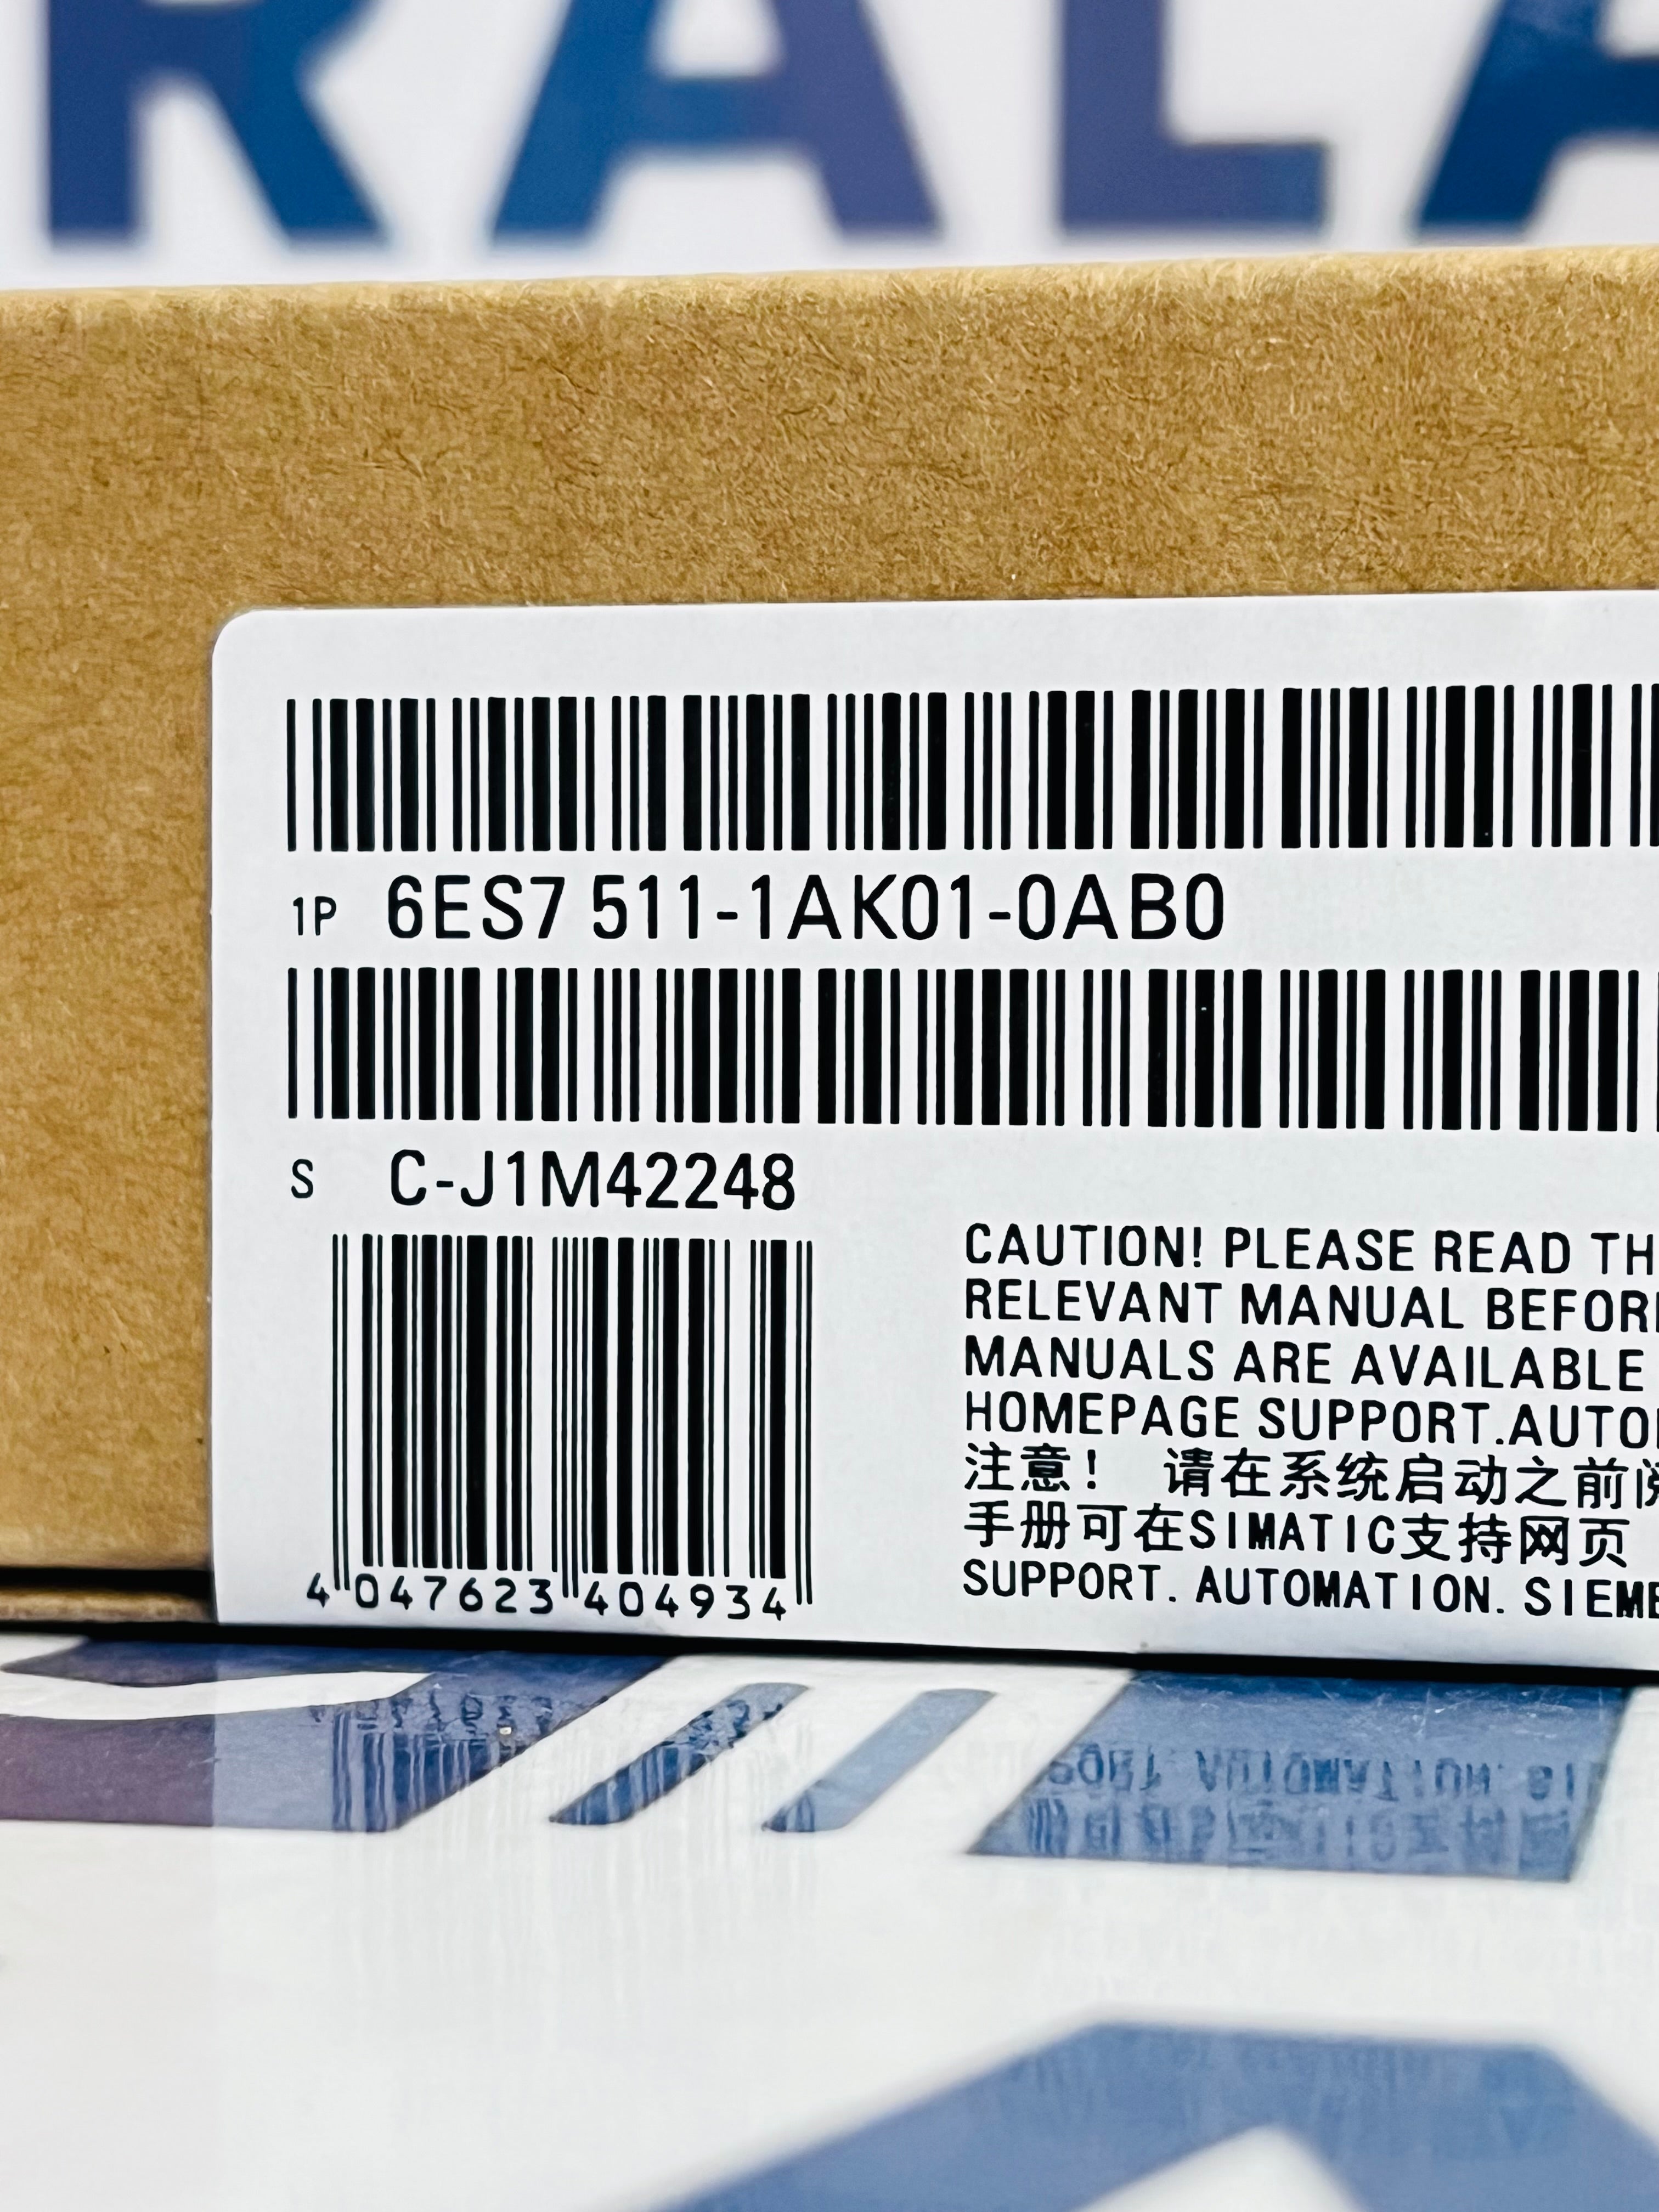 RALA
1P 6ES7 511-1AK01-0AB0
S C-J1M42248
CAUTION! PLEASE READ TH
RELEVANT MANUAL BEFOR
MANUALS ARE AVAILABLE
HOMEPAGE SUPPORT.AUTO
注意! 请在系统启动之前阅
手册可在SIMATIC支持网页
SUPPORT. AUTOMATION. SIEME
4 047623 404934